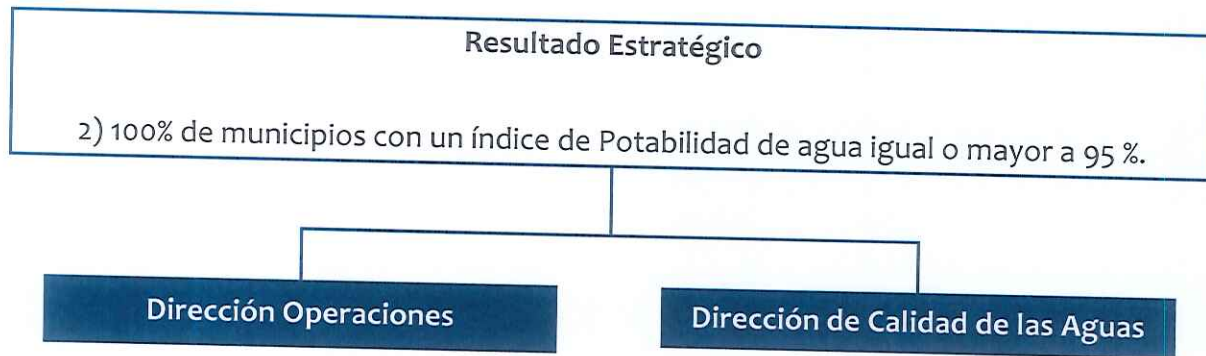 Resultado Estratégico
2) 100% de municipios con un índice de Potabilidad de agua igual o mayor a 95 %.
Dirección Operaciones
Dirección de Calidad de las Aguas